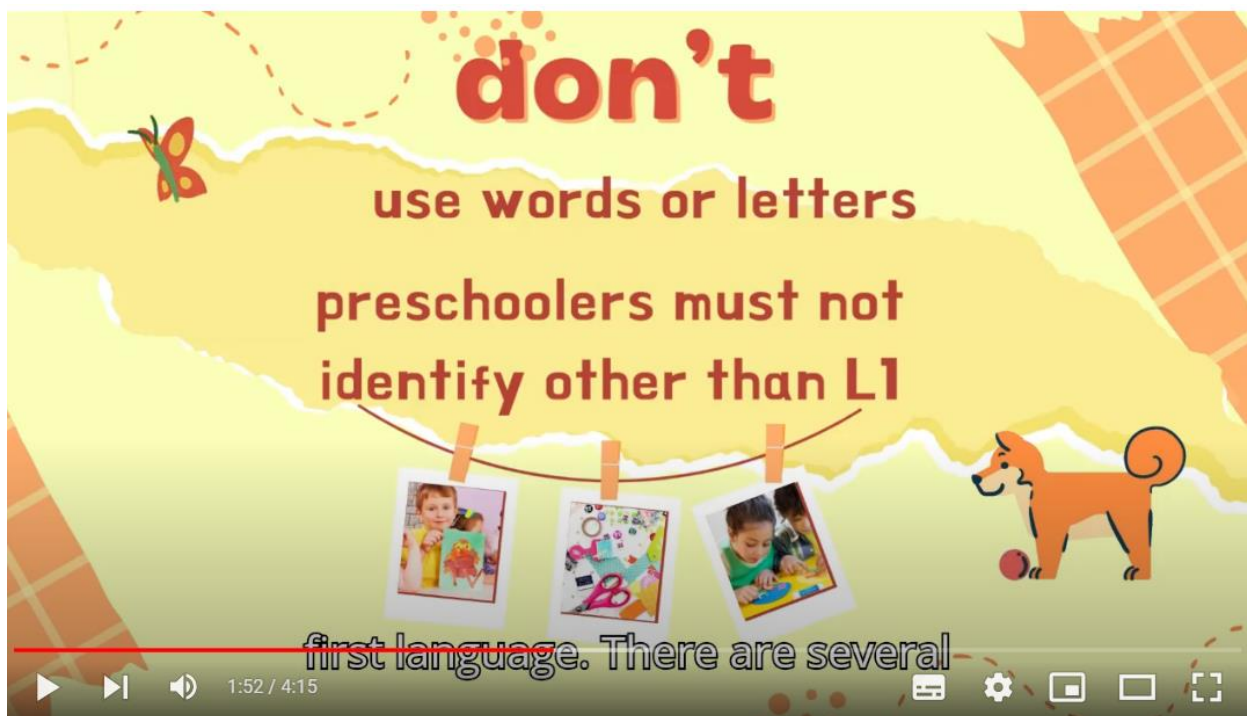 don't
use words or letters
preschoolers must not
identify other than L1
first language. There are several
1:52 / 4:15